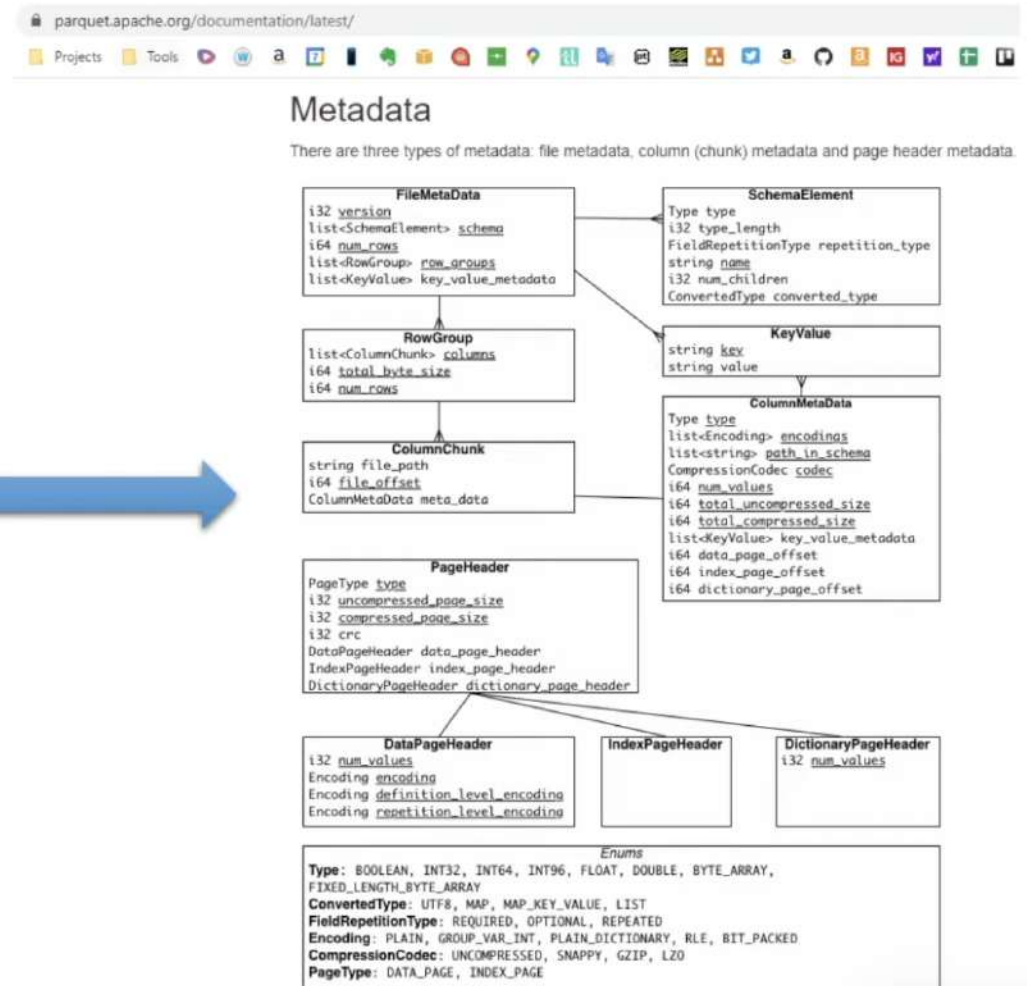 parquet.apache.org/documentation/latest/
Projects Tools
Metadata
There are three types of metadata: file metadata, column (chunk) metadata and page header metadata.
FileMetaData
i32 version
list<SchemaElement> schema
i64 num_rows
list<RowGroup> row_groups
list<KeyValue> key_value_metadata
SchemaElement
Type type
i32 type_length
FieldRepetitionType repetition_type
string name
i32 num_children
ConvertedType converted_type
RowGroup
list<ColumnChunk> columns
i64 total_byte_size
i64 num_rows
KeyValue
string key
string value
ColumnChunk
string file_path
i64 file_offset
ColumnMetaData meta_data
ColumnMetaData
Type type
list<Encoding> encodings
list<string> path_in_schema
CompressionCodec codec
i64 num_values
i64 total_uncompressed_size
i64 total_compressed_size
list<KeyValue> key_value_metadata
i64 data_page_offset
i64 index_page_offset
i64 dictionary_page_offset
PageHeader
PageType type
i32 uncompressed_page_size
i32 compressed_page_size
i32 crc
DataPageHeader data_page_header
IndexPageHeader index_page_header
DictionaryPageHeader dictionary_page_header
DataPageHeader
i32 num_values
Encoding encoding
Encoding definition_level_encoding
Encoding repetition_level_encoding
IndexPageHeader
DictionaryPageHeader
i32 num_values
Enums
Type: BOOLEAN, INT32, INT64, INT96, FLOAT, DOUBLE, BYTE_ARRAY,
FIXED_LENGTH_BYTE_ARRAY
ConvertedType: UTF8, MAP, MAP_KEY_VALUE, LIST
FieldRepetitionType: REQUIRED, OPTIONAL, REPEATED
Encoding: PLAIN, GROUP_VAR_INT, PLAIN_DICTIONARY, RLE, BIT_PACKED
CompressionCodec: UNCOMPRESSED, SNAPPY, GZIP, LZO
PageType: DATA_PAGE, INDEX_PAGE